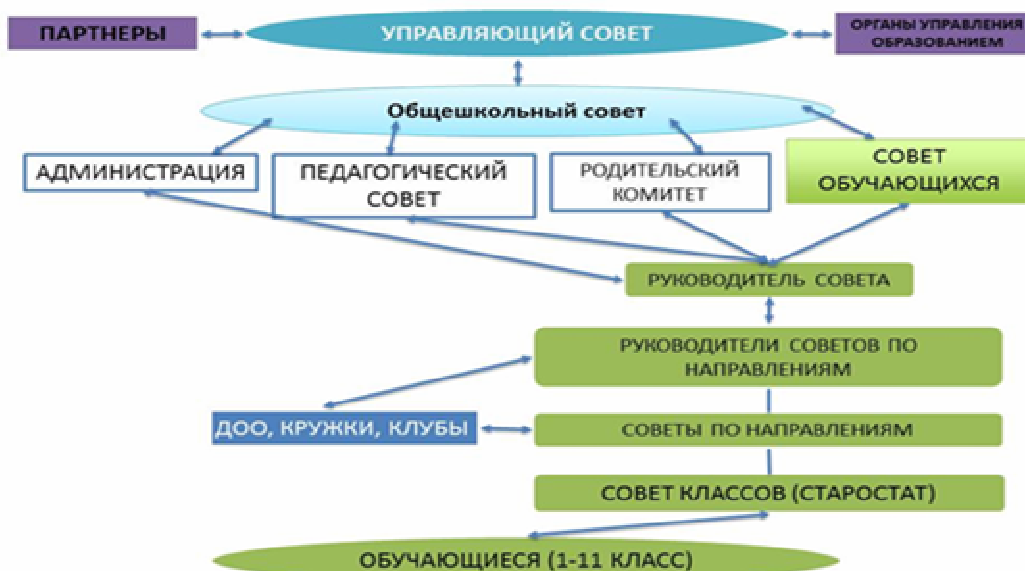 ПАРТНЕРЫ
УПРАВЛЯЮЩИЙ СОВЕТ
ОРГАНЫ УПРАВЛЕНИЯ
ОБРАЗОВАНИЕМ
Общешкольный совет
АДМИНИСТРАЦИЯ
ПЕДАГОГИЧЕСКИЙ
СОВЕТ
РОДИТЕЛЬСКИЙ
КОМИТЕТ
СОВЕТ
ОБУЧАЮЩИХСЯ
РУКОВОДИТЕЛЬ СОВЕТА
РУКОВОДИТЕЛИ СОВЕТОВ ПО
НАПРАВЛЕНИЯМ
ДОО, КРУЖКИ, КЛУБЫ
СОВЕТЫ ПО НАПРАВЛЕНИЯМ
СОВЕТ КЛАССОВ (СТАРОСТАТ)
ОБУЧАЮЩИЕСЯ (1-11 КЛАСС)